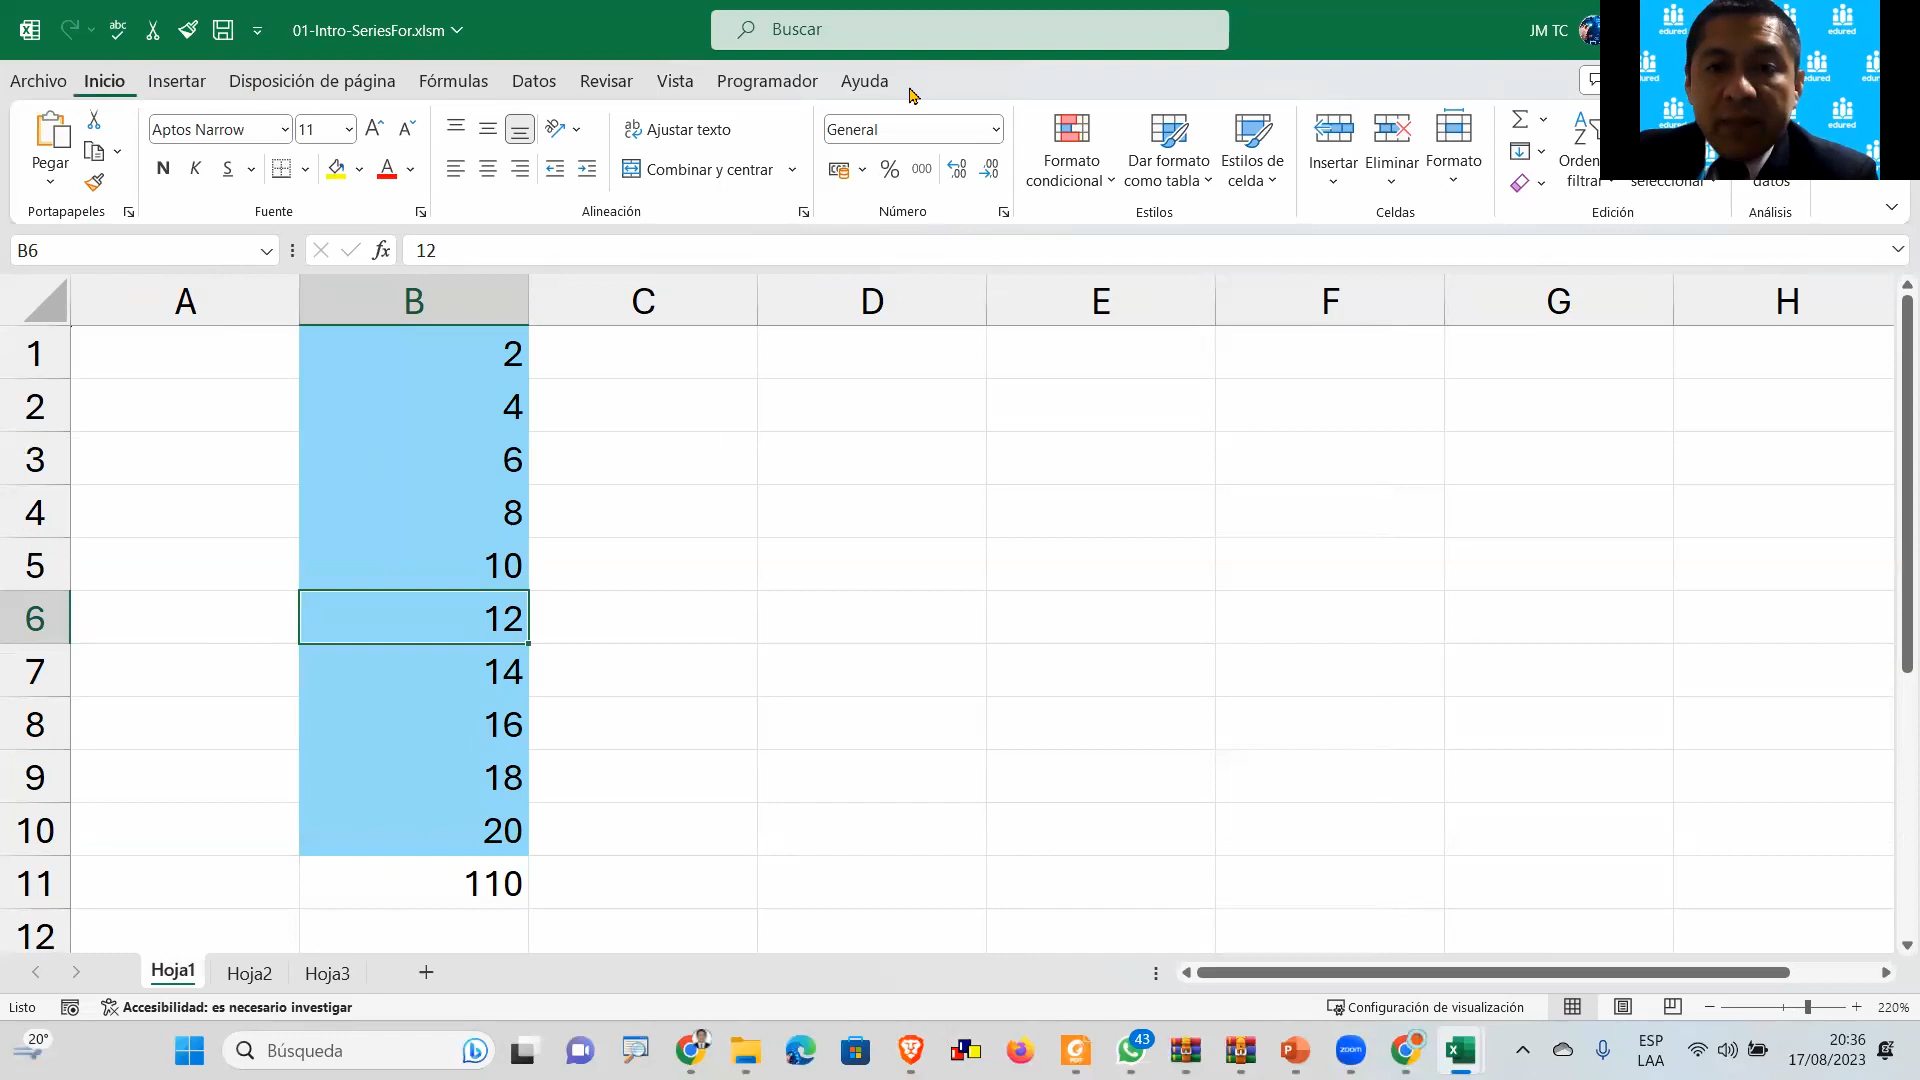 01-Intro-SeriesFor.xlsm
Buscar
JM TC
Archivo Inicio Insertar Disposición de página Fórmulas Datos Revisar Vista Programador Ayuda
Pegar
Aptos Narrow 11
N K S
Ajustar texto
Combinar y centrar
General
% 000
Formato condicional
Dar formato como tabla
Estilos de celda
Insertar Eliminar Formato
Orden
filtrar
seleccionar
datos
Portapapeles Fuente Alineación Número Estilos Celdas Edición Análisis
edured
B6 fx 12
A B C D E F G H
1 2
2 4
3 6
4 8
5 10
6 12
7 14
8 16
9 18
10 20
11 110
12
Hoja1 Hoja2 Hoja3
Listo Accesibilidad: es necesario investigar Configuración de visualización 220%
20°
Búsqueda
43
zoom
ESP
LAA
20:36
17/08/2023